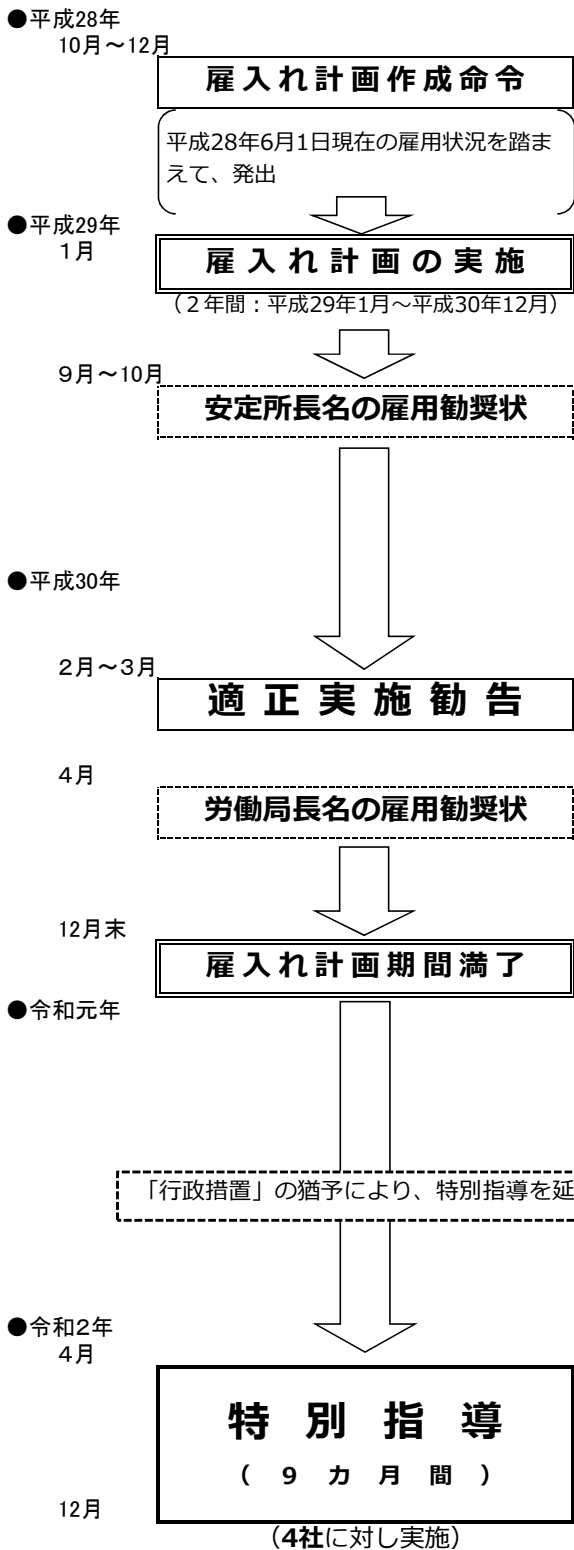 ●平成28年
10月～12月
雇入れ計画作成命令
平成28年6月1日現在の雇用状況を踏ま
えて、発出
●平成29年
1月
雇入れ計画の実施
（２年間：平成29年1月～平成30年12月）
９月～10月
安定所長名の雇用勧奨状
●平成30年
２月～３月
適正実施勧告
４月
労働局長名の雇用勧奨状
12月末
雇入れ計画期間満了
●令和元年
「行政措置」の猶予により、特別指導を延
●令和２年
４月
特別指導
（９カ月間）
12月
（4社に対し実施）